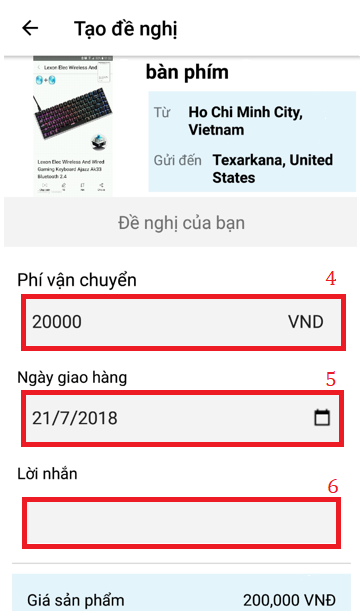 Tạo đề nghị
Lexon Elec Wireless And
bàn phím
Từ Ho Chi Minh City,
Vietnam
Gửi đến Texarkana, United
States
Lexon Elec Wireless And Wired
Gaming Keyboard Ajazz Ak33
Bluetooth 2.4
Đề nghị của bạn
Phí vận chuyển 4
20000 VND
Ngày giao hàng 5
21/7/2018
Lời nhắn 6
Giá sản phẩm 200,000 VNĐ